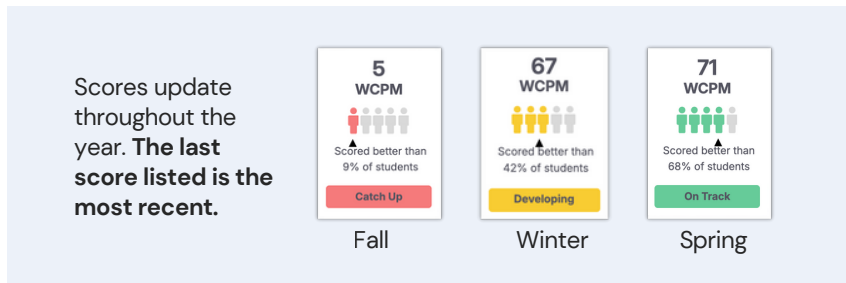 Scores update
throughout the
year. The last
score listed is the
most recent.
5
WCPM
Scored better than
9% of students
Catch Up
Fall
67
WCPM
Scored better than
42% of students
Developing
Winter
71
WCPM
Scored better than
68% of students
On Track
Spring